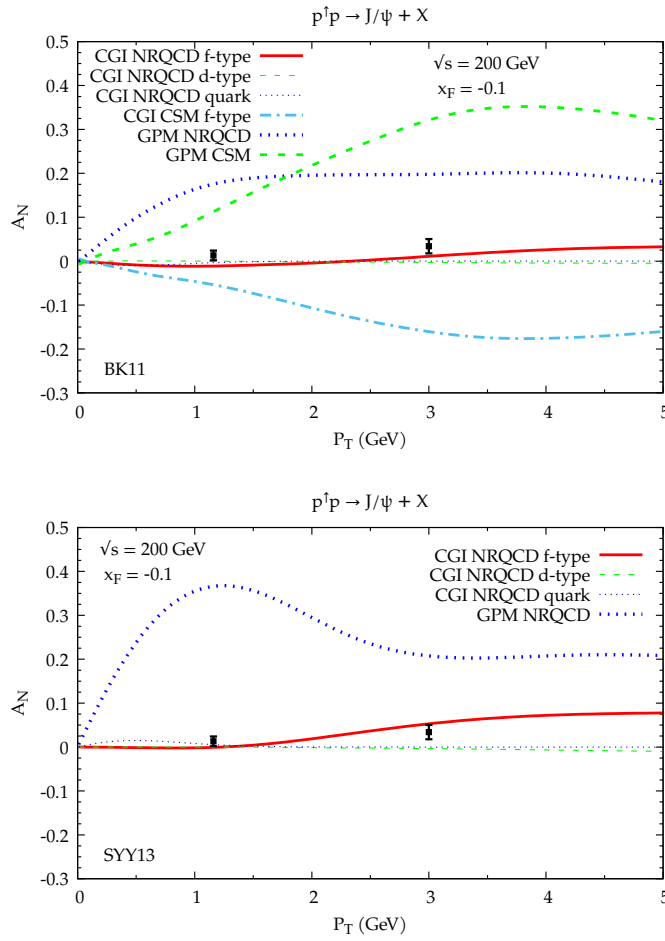 p↑p → J/ψ + X
CGI NRQCD f-type
CGI NRQCD d-type
CGI NRQCD quark
CGI CSM f-type
GPM NRQCD
GPM CSM
√s = 200 GeV
x_F = -0.1
A_N
0.5
0.4
0.3
0.2
0.1
0
-0.1
-0.2
-0.3
BK11
0 1 2 3 4 5
P_T (GeV)
p↑p → J/ψ + X
√s = 200 GeV
x_F = -0.1
CGI NRQCD f-type
CGI NRQCD d-type
CGI NRQCD quark
GPM NRQCD
A_N
0.5
0.4
0.3
0.2
0.1
0
-0.1
-0.2
-0.3
SYY13
0 1 2 3 4 5
P_T (GeV)